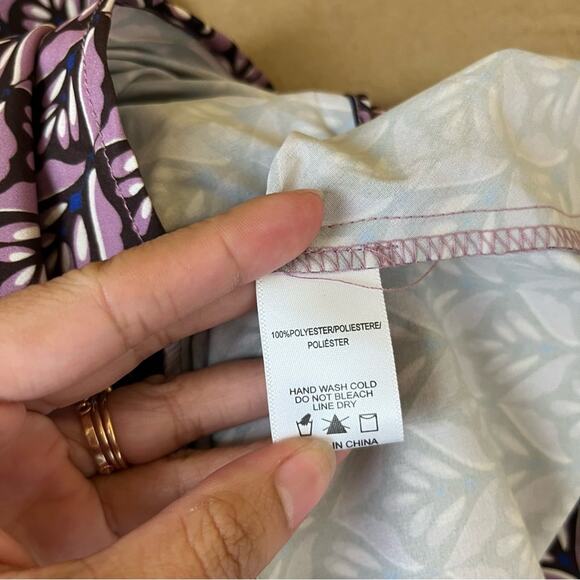 100%POLYESTER/POLIESTERE/
POLIÉSTER
HAND WASH COLD
DO NOT BLEACH
LINE DRY
IN CHINA